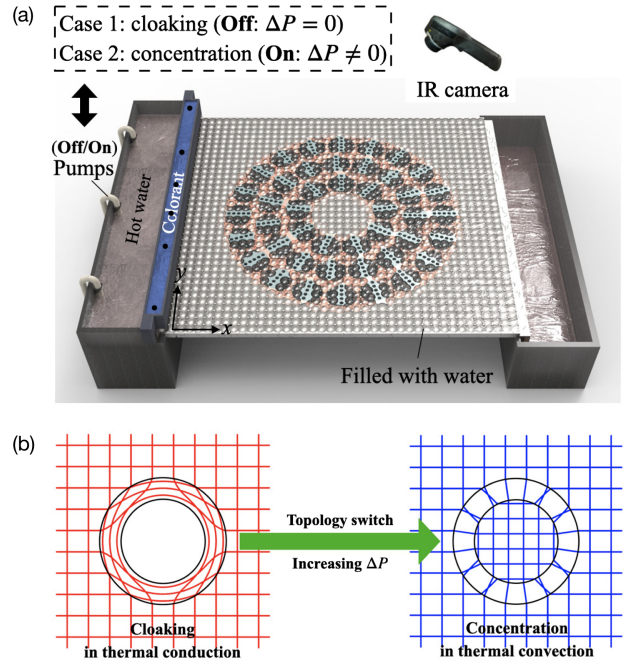 (a)
Case 1: cloaking (Off: ΔP = 0)
Case 2: concentration (On: ΔP ≠ 0)
IR camera
(Off/On)
Pumps
Hot water
Colorant
y
x
Filled with water
(b)
Topology switch
Increasing ΔP
Cloaking
in thermal conduction
Concentration
in thermal convection